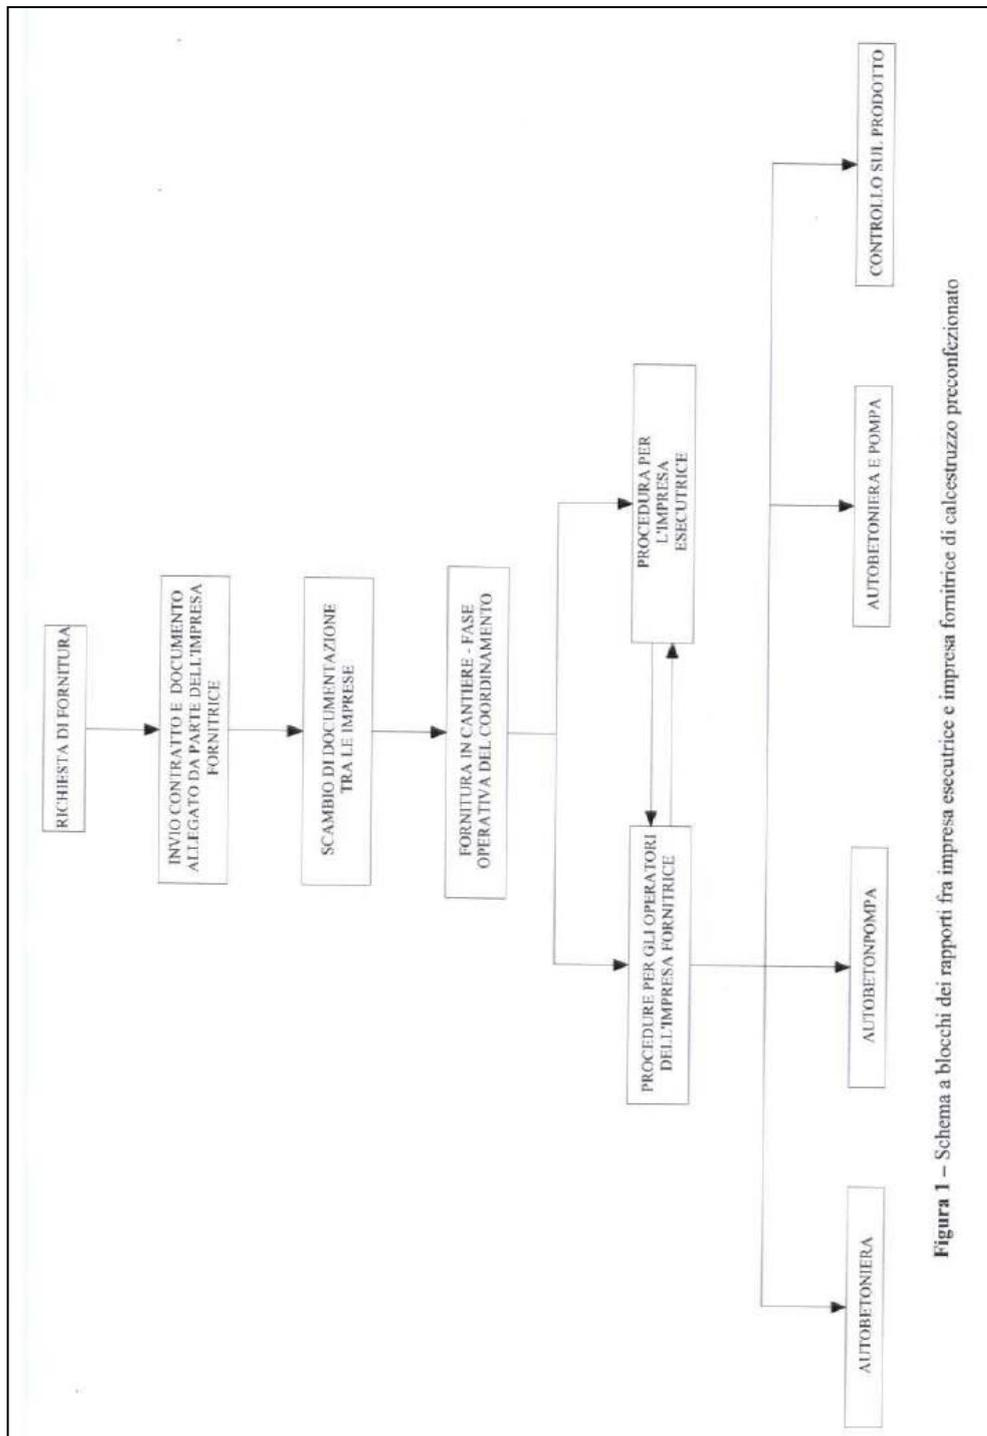 RICHIESTA DI FORNITURA
INVIO CONTRATTO E DOCUMENTO
ALLEGATO DA PARTE DELL'IMPRESA
FORNITRICE
SCAMBIO DI DOCUMENTAZIONE
TRA LE IMPRESE
FORNITURA IN CANTIERE - FASE
OPERATIVA DEL COORDINAMENTO
PROCEDURE PER GLI OPERATORI
DELL'IMPRESA FORNITRICE
PROCEDURA PER
L'IMPRESA
ESECUTRICE
AUTOBETONIERA
AUTOBETONPOMPA
AUTOBETONIERA E POMPA
CONTROLLO SUL PRODOTTO
Figura 1 – Schema a blocchi dei rapporti fra impresa esecutrice e impresa fornitrice di calcestruzzo preconfezionato